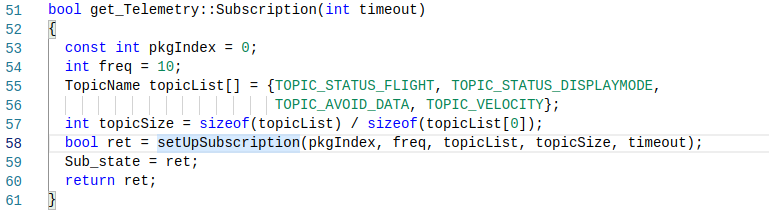 51 bool get_Telemetry::Subscription(int timeout)
52 {
53   const int pkgIndex = 0;
54   int freq = 10;
55   TopicName topicList[] = {TOPIC_STATUS_FLIGHT, TOPIC_STATUS_DISPLAYMODE,
56                            TOPIC_AVOID_DATA, TOPIC_VELOCITY};
57   int topicSize = sizeof(topicList) / sizeof(topicList[0]);
58   bool ret = setUpSubscription(pkgIndex, freq, topicList, topicSize, timeout);
59   Sub_state = ret;
60   return ret;
61 }